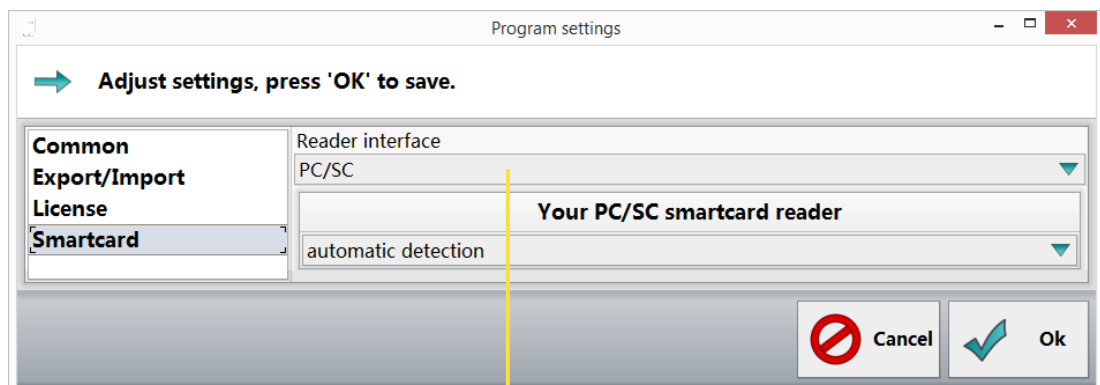 Program settings
Adjust settings, press 'OK' to save.
Common
Export/Import
License
Smartcard
Reader interface
PC/SC
Your PC/SC smartcard reader
automatic detection
Cancel
Ok